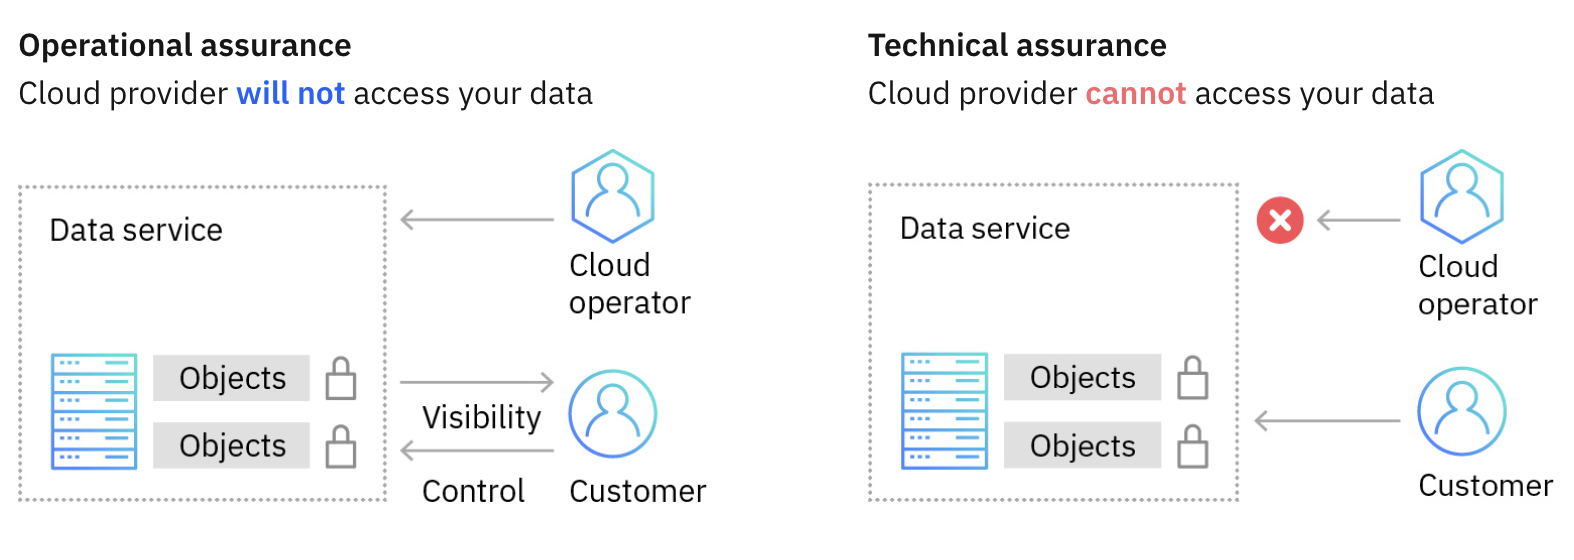 Operational assurance
Cloud provider will not access your data
Data service
Cloud
operator
Objects
Objects
Visibility
Control
Customer
Technical assurance
Cloud provider cannot access your data
Data service
Cloud
operator
Objects
Objects
Customer